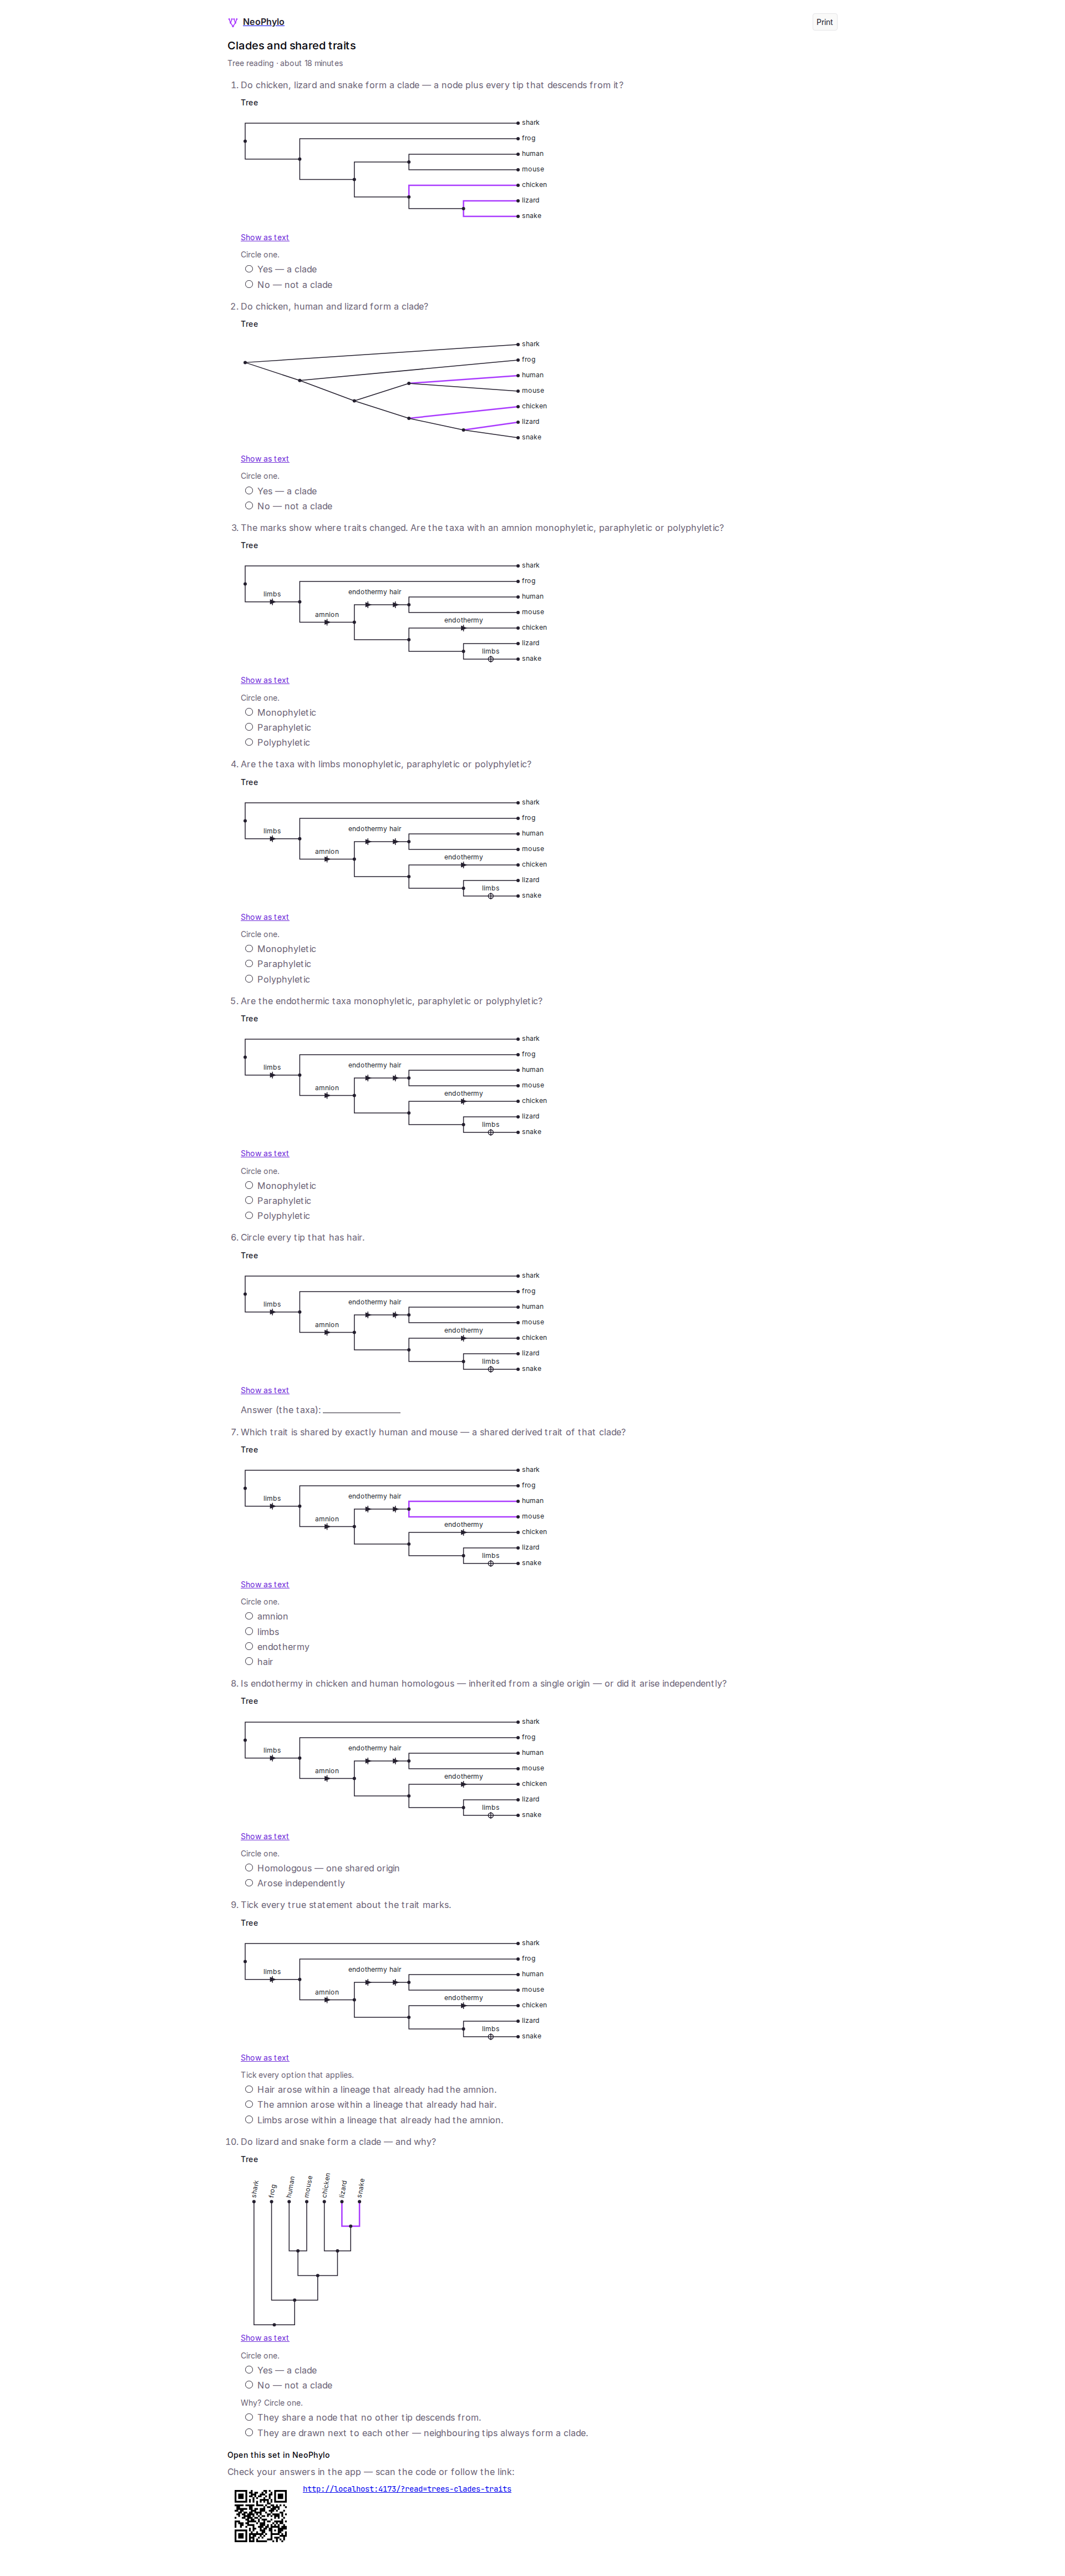 NeoPhylo
Print
Clades and shared traits
Tree reading · about 18 minutes
1. Do chicken, lizard and snake form a clade — a node plus every tip that descends from it?
Tree
shark
frog
human
mouse
chicken
lizard
snake
Show as text
Circle one.
Yes — a clade
No — not a clade
2. Do chicken, human and lizard form a clade?
Tree
shark
frog
human
mouse
chicken
lizard
snake
Show as text
Circle one.
Yes — a clade
No — not a clade
3. The marks show where traits changed. Are the taxa with an amnion monophyletic, paraphyletic or polyphyletic?
Tree
shark
frog
limbs
endothermy hair
human
mouse
amnion
endothermy
chicken
lizard
limbs
snake
Show as text
Circle one.
Monophyletic
Paraphyletic
Polyphyletic
4. Are the taxa with limbs monophyletic, paraphyletic or polyphyletic?
Tree
shark
frog
limbs
endothermy hair
human
mouse
amnion
endothermy
chicken
lizard
limbs
snake
Show as text
Circle one.
Monophyletic
Paraphyletic
Polyphyletic
5. Are the endothermic taxa monophyletic, paraphyletic or polyphyletic?
Tree
shark
frog
limbs
endothermy hair
human
mouse
amnion
endothermy
chicken
lizard
limbs
snake
Show as text
Circle one.
Monophyletic
Paraphyletic
Polyphyletic
6. Circle every tip that has hair.
Tree
shark
frog
limbs
endothermy hair
human
mouse
amnion
endothermy
chicken
lizard
limbs
snake
Show as text
Answer (the taxa): ________________
7. Which trait is shared by exactly human and mouse — a shared derived trait of that clade?
Tree
shark
frog
limbs
endothermy hair
human
mouse
amnion
endothermy
chicken
lizard
limbs
snake
Show as text
Circle one.
amnion
limbs
endothermy
hair
8. Is endothermy in chicken and human homologous — inherited from a single origin — or did it arise independently?
Tree
shark
frog
limbs
endothermy hair
human
mouse
amnion
endothermy
chicken
lizard
limbs
snake
Show as text
Circle one.
Homologous — one shared origin
Arose independently
9. Tick every true statement about the trait marks.
Tree
shark
frog
limbs
endothermy hair
human
mouse
amnion
endothermy
chicken
lizard
limbs
snake
Show as text
Tick every option that applies.
Hair arose within a lineage that already had the amnion.
The amnion arose within a lineage that already had hair.
Limbs arose within a lineage that already had the amnion.
10. Do lizard and snake form a clade — and why?
Tree
shark
frog
human
mouse
chicken
lizard
snake
Show as text
Circle one.
Yes — a clade
No — not a clade
Why? Circle one.
They share a node that no other tip descends from.
They are drawn next to each other — neighbouring tips always form a clade.
Open this set in NeoPhylo
Check your answers in the app — scan the code or follow the link:
http://localhost:4173/?read=trees-clades-traits